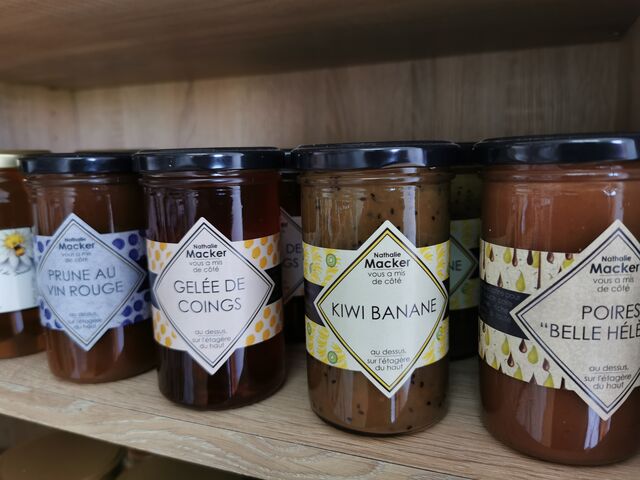 Nathalie
Macker
vous a mis
de côté
PRUNE AU
VIN ROUGE
au dessus,
sur l'étagère
du haut
Nathalie
Macker
vous a mis
de côté
GELÉE DE
COINGS
au dessus,
sur l'étagère
du haut
DE
Nathalie
Macker
vous a mis
de côté
KIWI BANANE
au dessus,
sur l'étagère
du haut
ANE
Nathalie
Macker
vous a mis
de côté
POIRES
"BELLE HÉLÈ
au dessus,
sur l'étagère
du haut